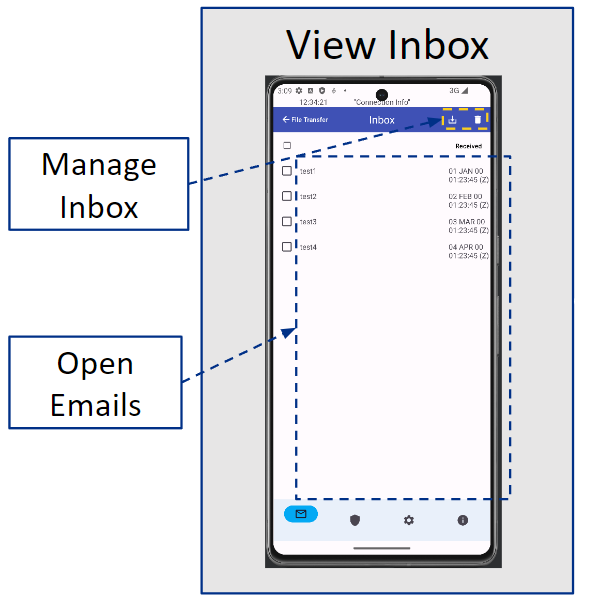 View Inbox
3:09
3G
12:34:21 "Connection Info"
File Transfer
Inbox
Received
test1
01 JAN 00
01:23:45 (Z)
test2
02 FEB 00
01:23:45 (Z)
test3
03 MAR 00
01:23:45 (Z)
test4
04 APR 00
01:23:45 (Z)
Manage
Inbox
Open
Emails